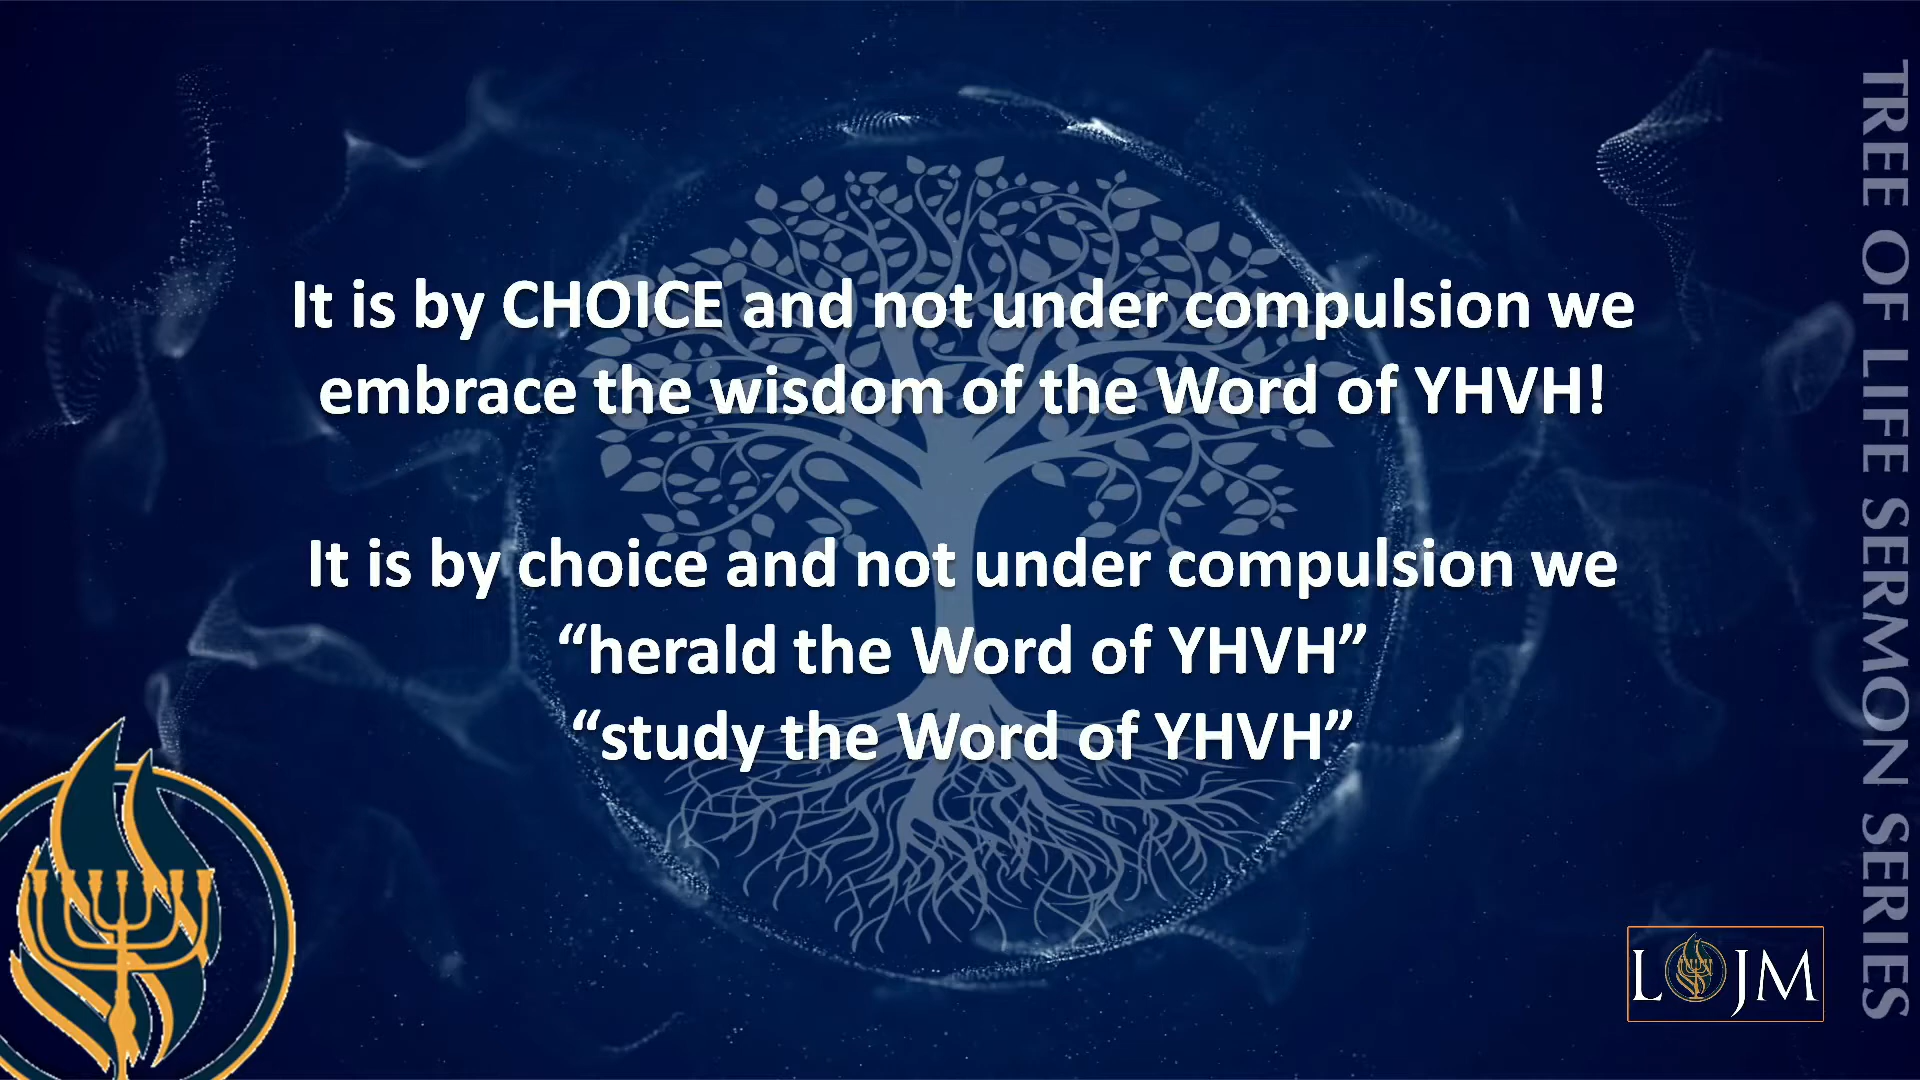 It is by CHOICE and not under compulsion we
embrace the wisdom of the Word of YHVH!
It is by choice and not under compulsion we
“herald the Word of YHVH”
“study the Word of YHVH”
TREE OF LIFE SERMON SERIES
L JM